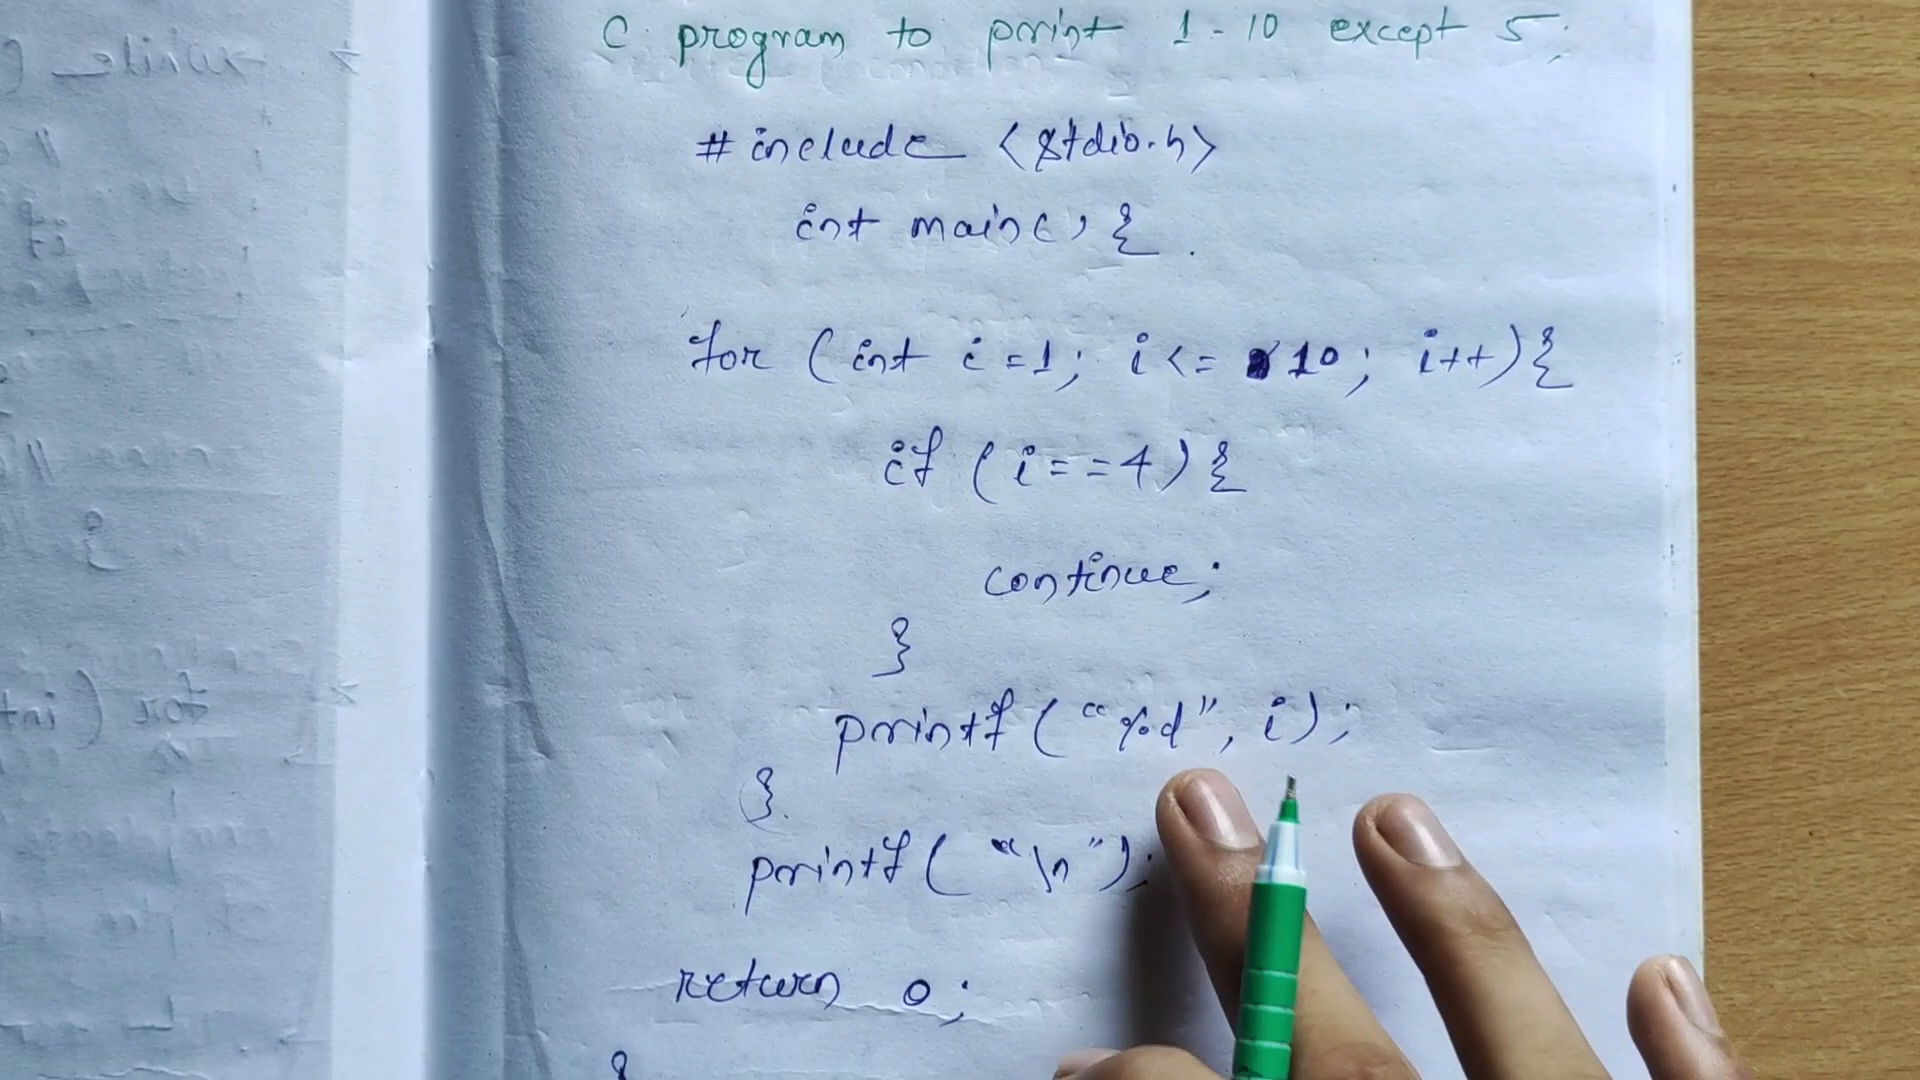 C program to print 1-10 except 5;
#include <stdio.h>
int main() {
for (int i=1; i<= 10; i++){
if (i==4) {
continue;
}
printf("%d", i);
}
printf("\n");
return 0;
}